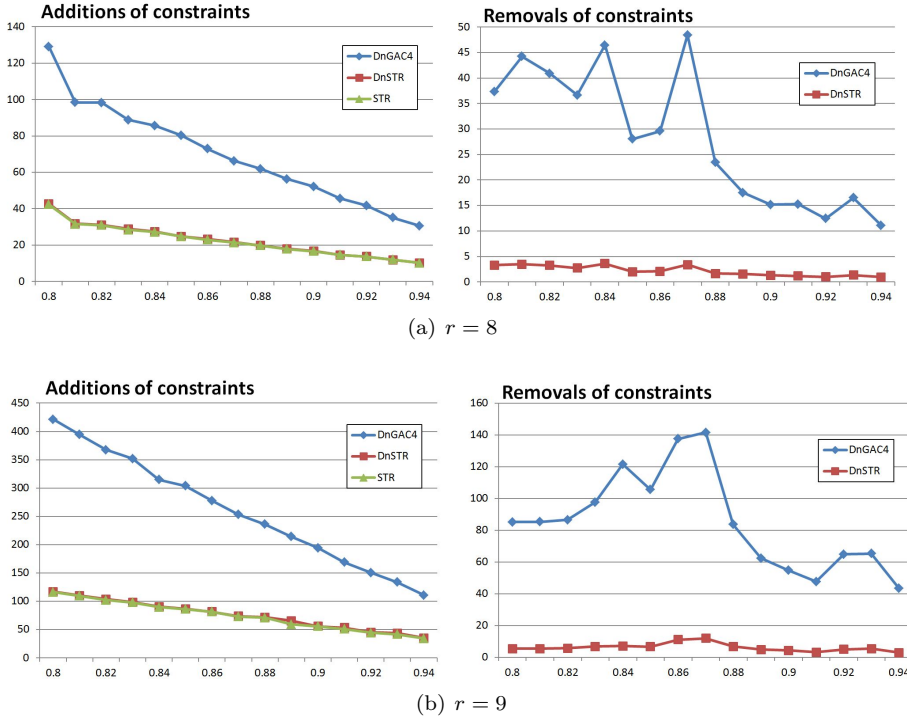 Additions of constraints
140
120
100
80
60
40
20
0
0.8 0.82 0.84 0.86 0.88 0.9 0.92 0.94
DnGAC4
DnSTR
STR
Removals of constraints
50
45
40
35
30
25
20
15
10
5
0
0.8 0.82 0.84 0.86 0.88 0.9 0.92 0.94
DnGAC4
DnSTR
(a) r = 8
Additions of constraints
450
400
350
300
250
200
150
100
50
0
0.8 0.82 0.84 0.86 0.88 0.9 0.92 0.94
DnGAC4
DnSTR
STR
Removals of constraints
160
140
120
100
80
60
40
20
0
0.8 0.82 0.84 0.86 0.88 0.9 0.92 0.94
DnGAC4
DnSTR
(b) r = 9